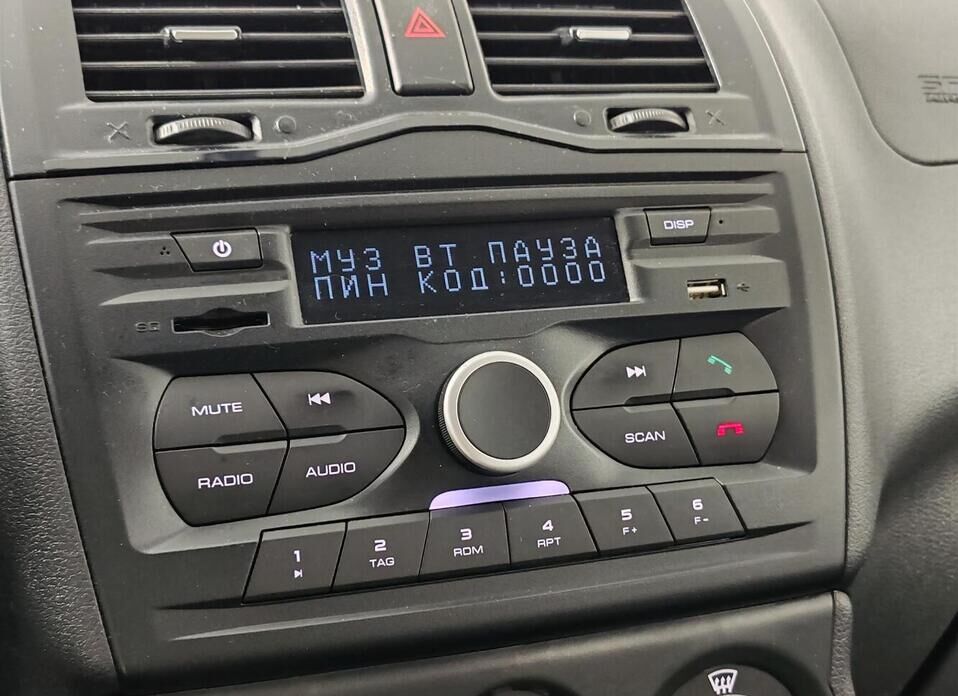 DISP
МУЗ ВТ ПАУЗА
ПИН КОД:0000
MUTE
RADIO
AUDIO
SCAN
1
2
TAG
3
RDM
4
RPT
5
F+
6
F-